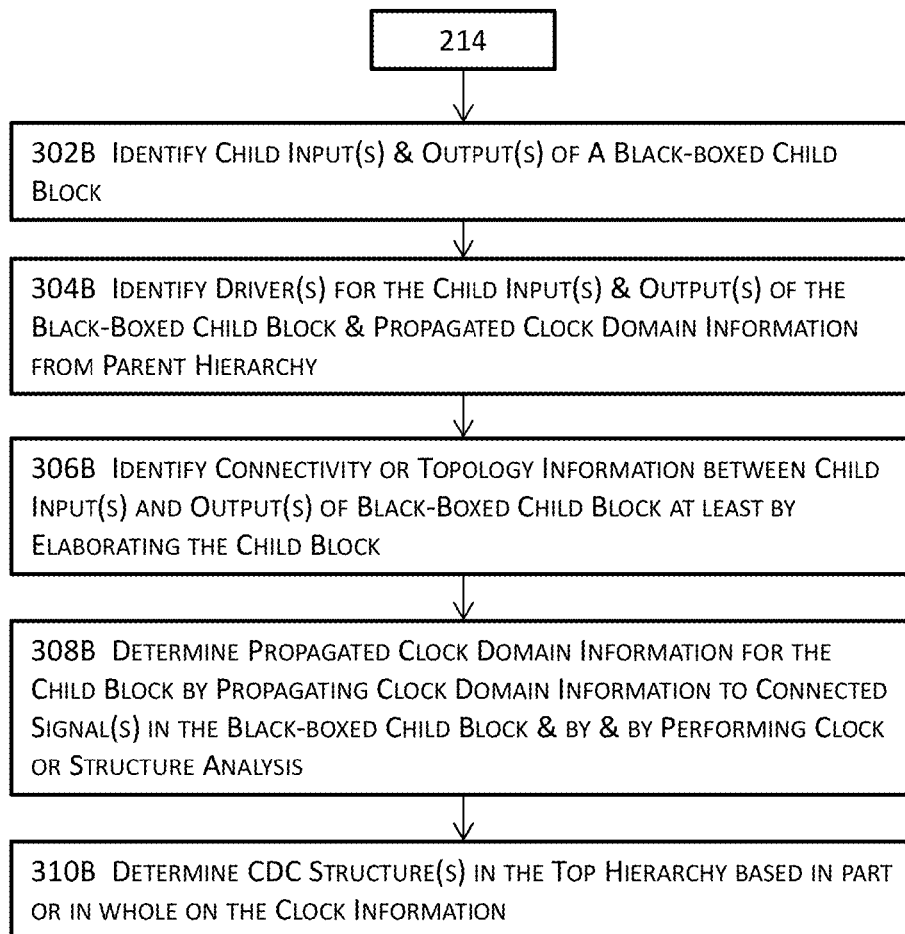 214
302B IDENTIFY CHILD INPUT(S) & OUTPUT(S) OF A BLACK-BOXED CHILD
BLOCK
304B IDENTIFY DRIVER(S) FOR THE CHILD INPUT(S) & OUTPUT(S) OF THE
BLACK-BOXED CHILD BLOCK & PROPAGATED CLOCK DOMAIN INFORMATION
FROM PARENT HIERARCHY
306B IDENTIFY CONNECTIVITY OR TOPOLOGY INFORMATION BETWEEN CHILD
INPUT(S) AND OUTPUT(S) OF BLACK-BOXED CHILD BLOCK AT LEAST BY
ELABORATING THE CHILD BLOCK
308B DETERMINE PROPAGATED CLOCK DOMAIN INFORMATION FOR THE
CHILD BLOCK BY PROPAGATING CLOCK DOMAIN INFORMATION TO CONNECTED
SIGNAL(S) IN THE BLACK-BOXED CHILD BLOCK & BY & BY PERFORMING CLOCK
OR STRUCTURE ANALYSIS
310B DETERMINE CDC STRUCTURE(S) IN THE TOP HIERARCHY BASED IN PART
OR IN WHOLE ON THE CLOCK INFORMATION